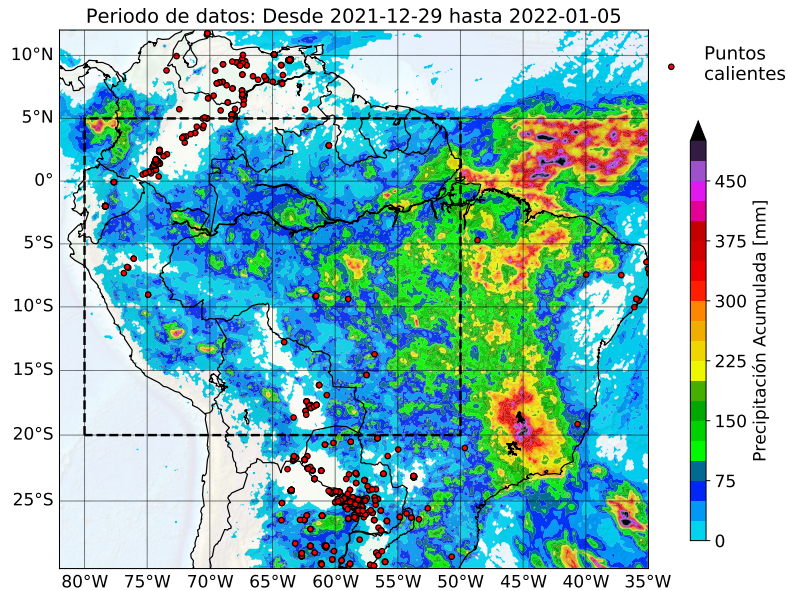 Periodo de datos: Desde 2021-12-29 hasta 2022-01-05
10°N
5°N
0°
5°S
10°S
15°S
20°S
25°S
80°W 75°W 70°W 65°W 60°W 55°W 50°W 45°W 40°W 35°W
Puntos
calientes
450
375
300
225
150
75
0
Precipitación Acumulada [mm]